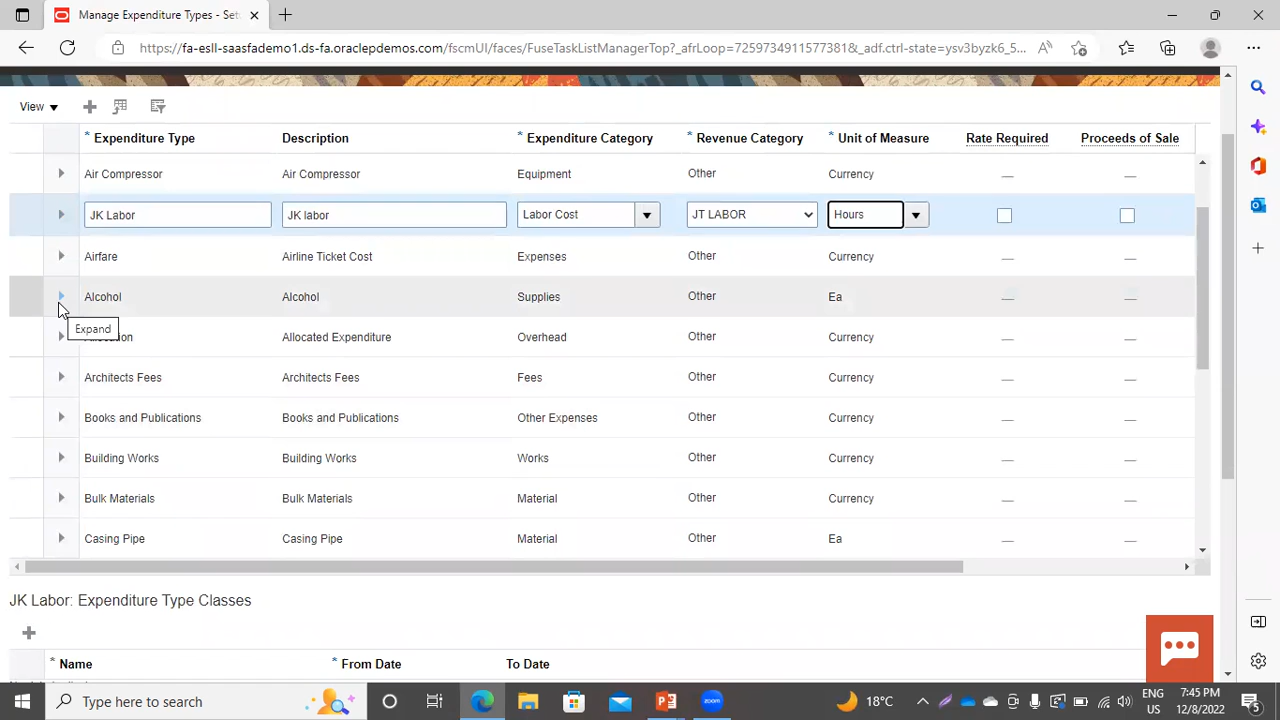 Manage Expenditure Types - Setu
https://fa-esll-saasfademo1.ds-fa.oraclepdemos.com/fscmUI/faces/FuseTaskListManagerTop?_afrLoop=7259734911577381&_adf.ctrl-state=ysv3byzk6_5...
View
* Expenditure Type Description * Expenditure Category * Revenue Category * Unit of Measure Rate Required Proceeds of Sale
Air Compressor Air Compressor Equipment Other Currency — —
JK Labor JK labor Labor Cost JT LABOR Hours
Airfare Airline Ticket Cost Expenses Other Currency — —
Alcohol Alcohol Supplies Other Ea — —
Expand
Allocated Expenditure Overhead Other Currency — —
Architects Fees Architects Fees Fees Other Currency — —
Books and Publications Books and Publications Other Expenses Other Currency — —
Building Works Building Works Works Other Currency — —
Bulk Materials Bulk Materials Material Other Currency — —
Casing Pipe Casing Pipe Material Other Ea — —
JK Labor: Expenditure Type Classes
* Name * From Date To Date
Type here to search
18°C
ENG
US
7:45 PM
12/8/2022
5